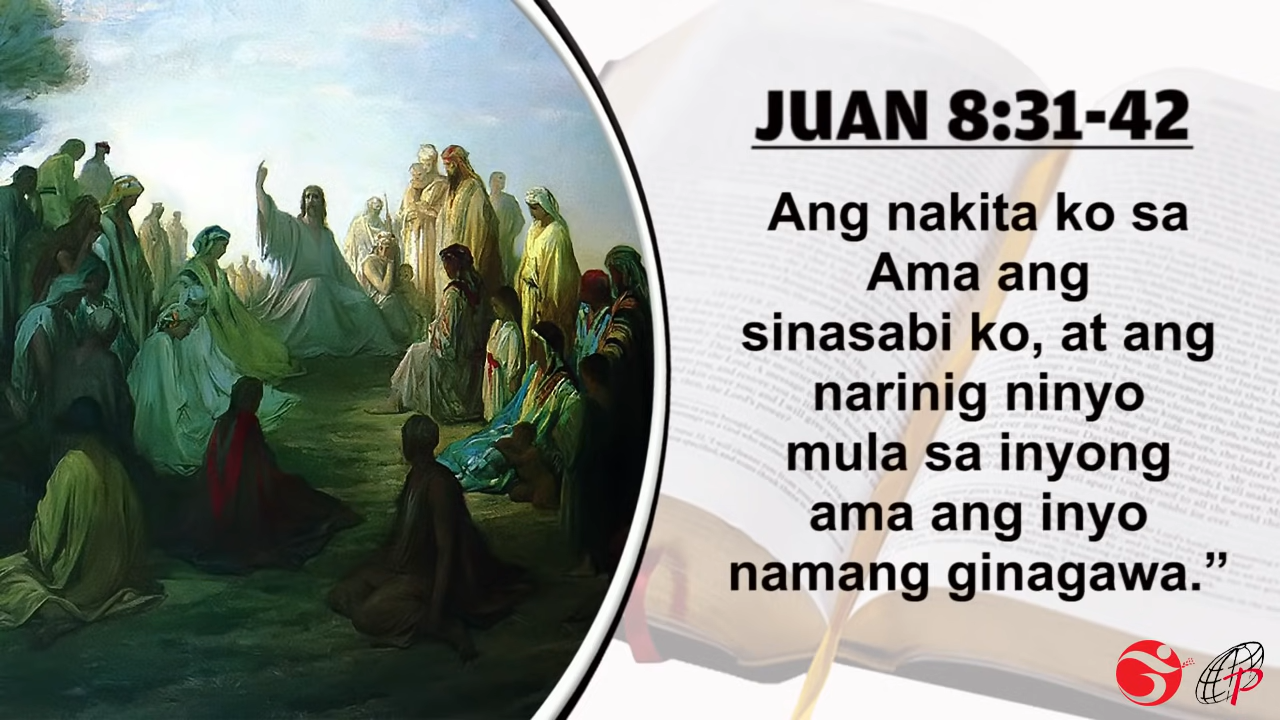 JUAN 8:31-42
Ang nakita ko sa
Ama ang
sinasabi ko, at ang
narinig ninyo
mula sa inyong
ama ang inyo
namang ginagawa.”